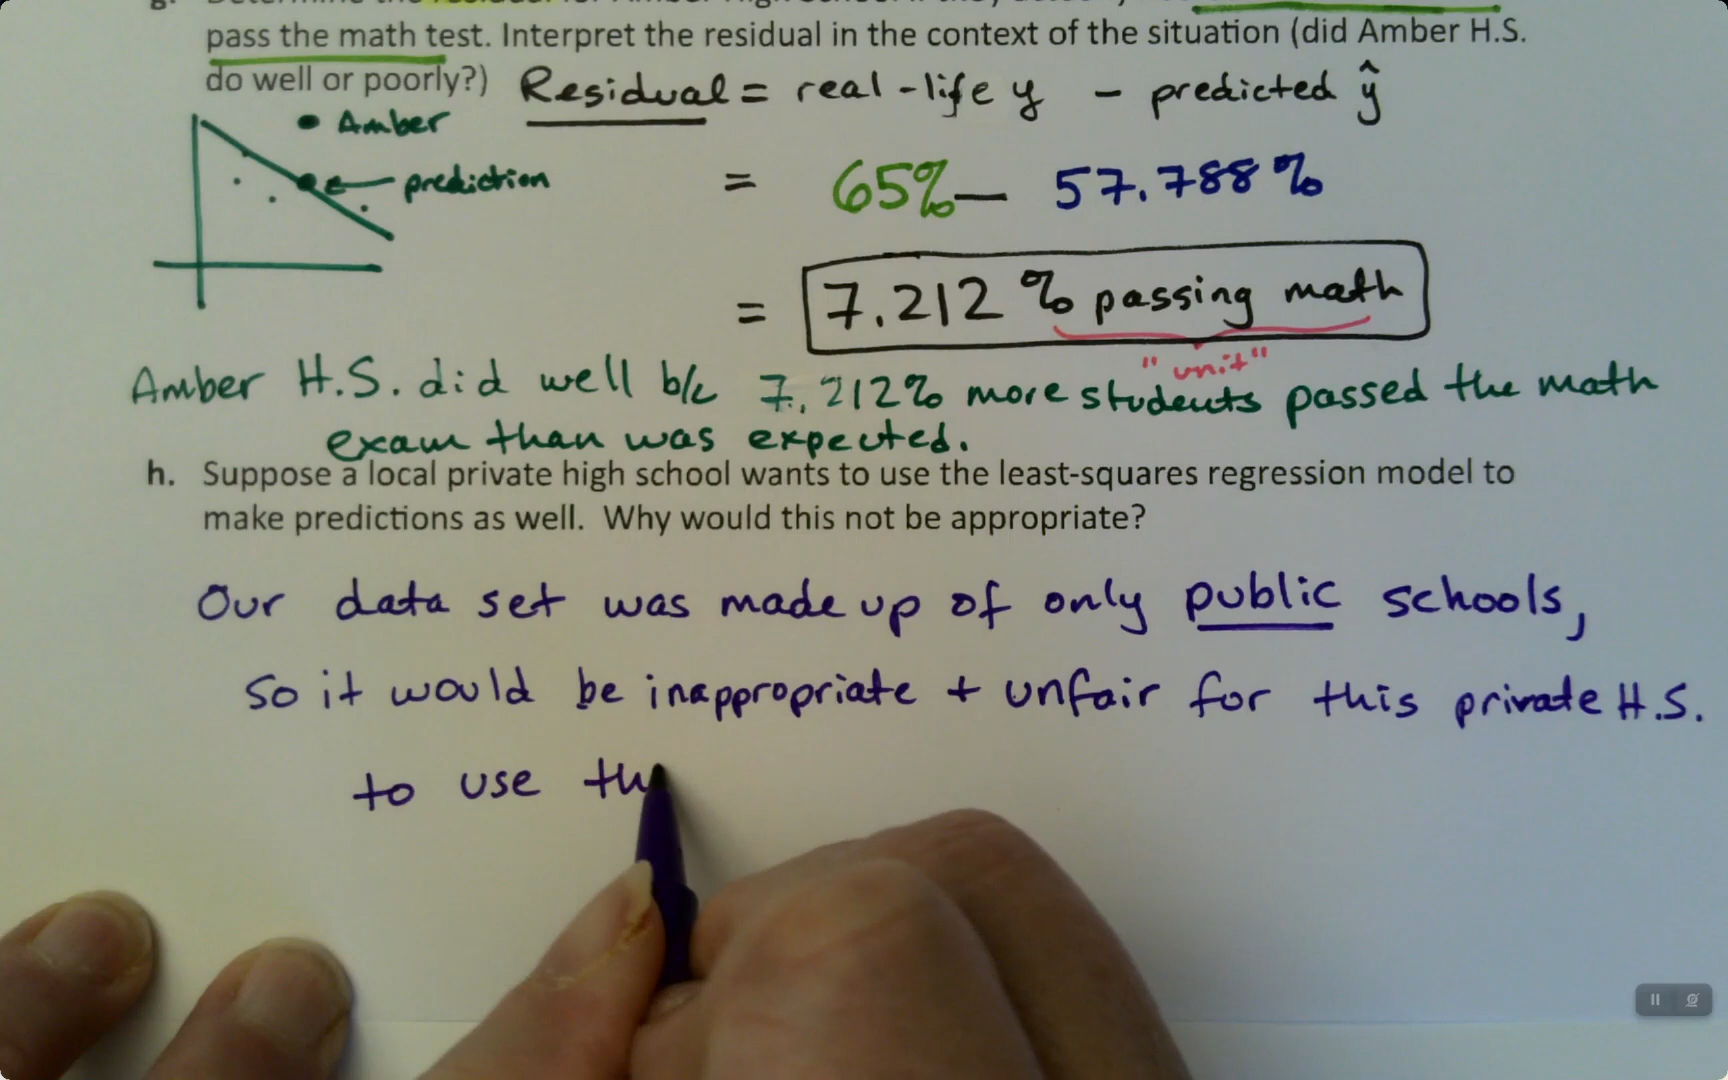 pass the math test. Interpret the residual in the context of the situation (did Amber H.S.
do well or poorly?) Residual = real-life y - predicted ŷ
• Amber
prediction
= 65% - 57.788%
= 7.212% passing math
"unit"
Amber H.S. did well b/c 7.212% more students passed the math
exam than was expected.
h. Suppose a local private high school wants to use the least-squares regression model to
make predictions as well. Why would this not be appropriate?
Our data set was made up of only public schools,
so it would be inappropriate + unfair for this private H.S.
to use th